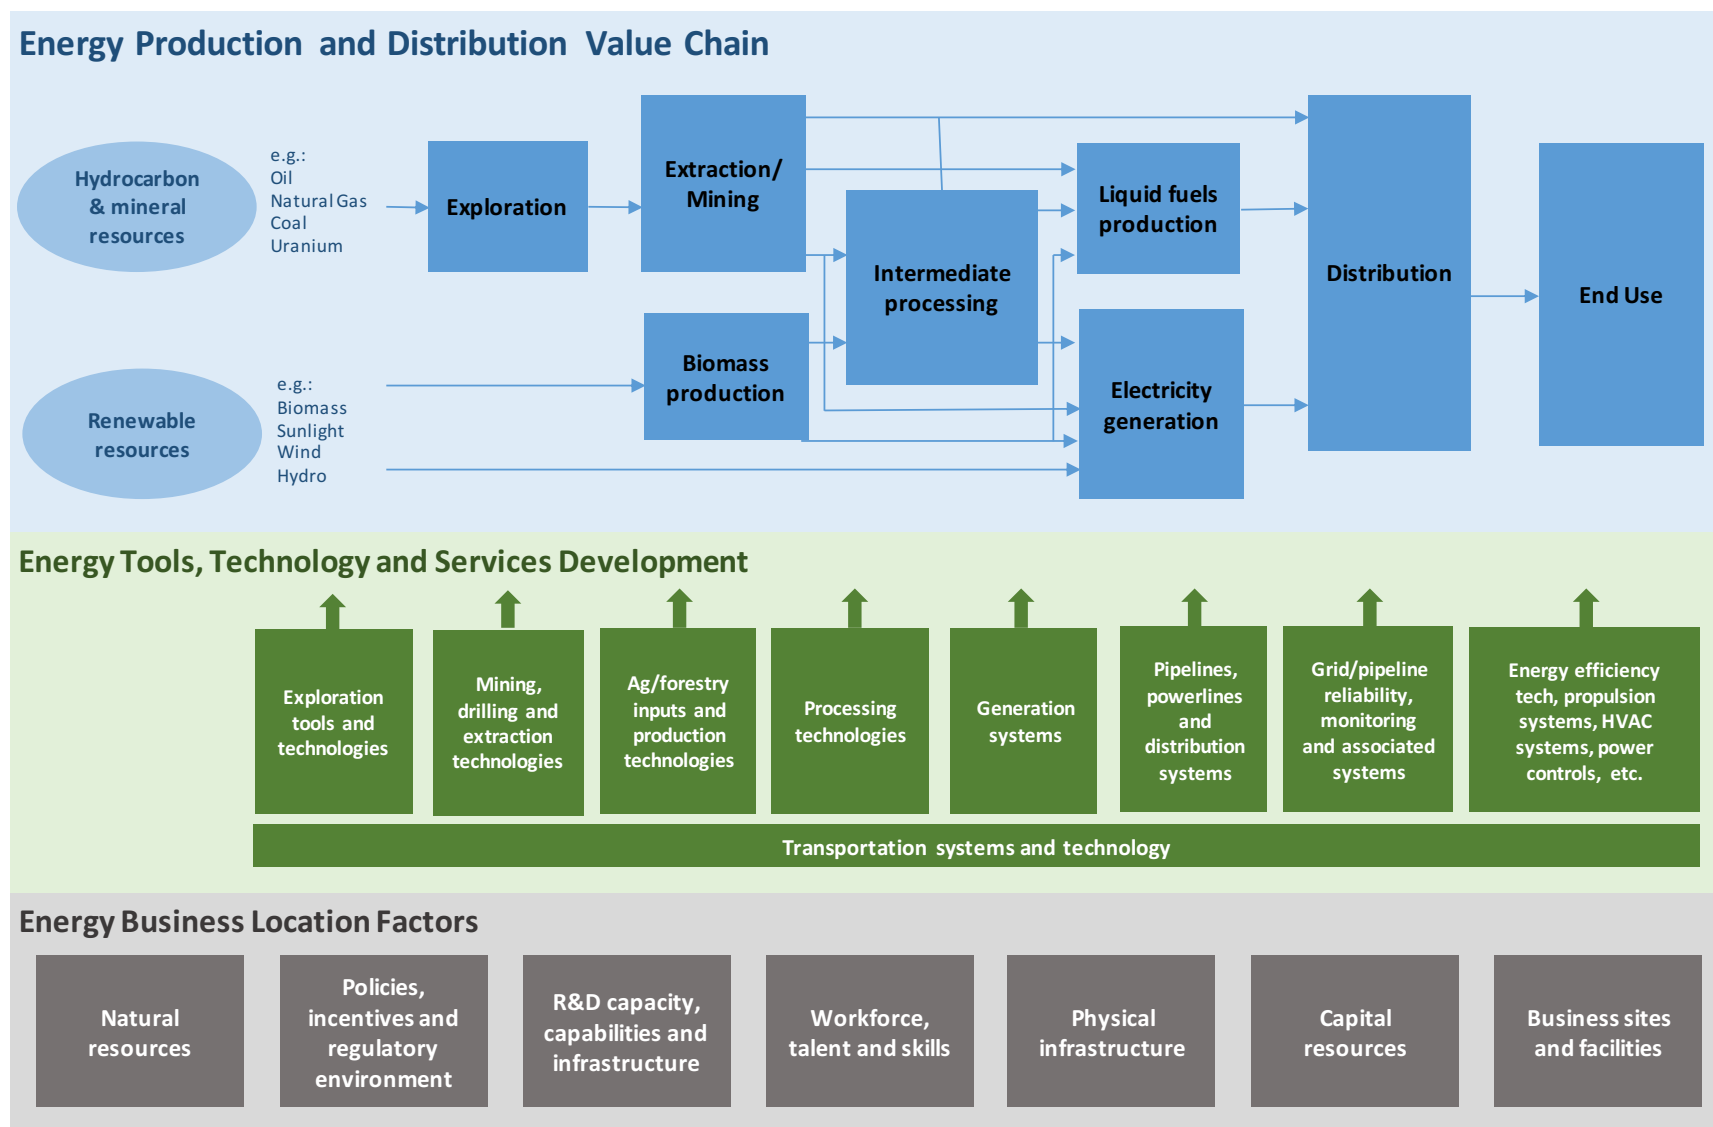 Energy Production and Distribution Value Chain
Hydrocarbon
& mineral
resources
e.g.:
Oil
Natural Gas
Coal
Uranium
Exploration
Extraction/
Mining
Intermediate
processing
Liquid fuels
production
Distribution
End Use
Renewable
resources
e.g.:
Biomass
Sunlight
Wind
Hydro
Biomass
production
Electricity
generation
Energy Tools, Technology and Services Development
Exploration
tools and
technologies
Mining,
drilling and
extraction
technologies
Ag/forestry
inputs and
production
technologies
Processing
technologies
Generation
systems
Pipelines,
powerlines
and
distribution
systems
Grid/pipeline
reliability,
monitoring
and associated
systems
Energy efficiency
tech, propulsion
systems, HVAC
systems, power
controls, etc.
Transportation systems and technology
Energy Business Location Factors
Natural
resources
Policies,
incentives and
regulatory
environment
R&D capacity,
capabilities and
infrastructure
Workforce,
talent and skills
Physical
infrastructure
Capital
resources
Business sites
and facilities